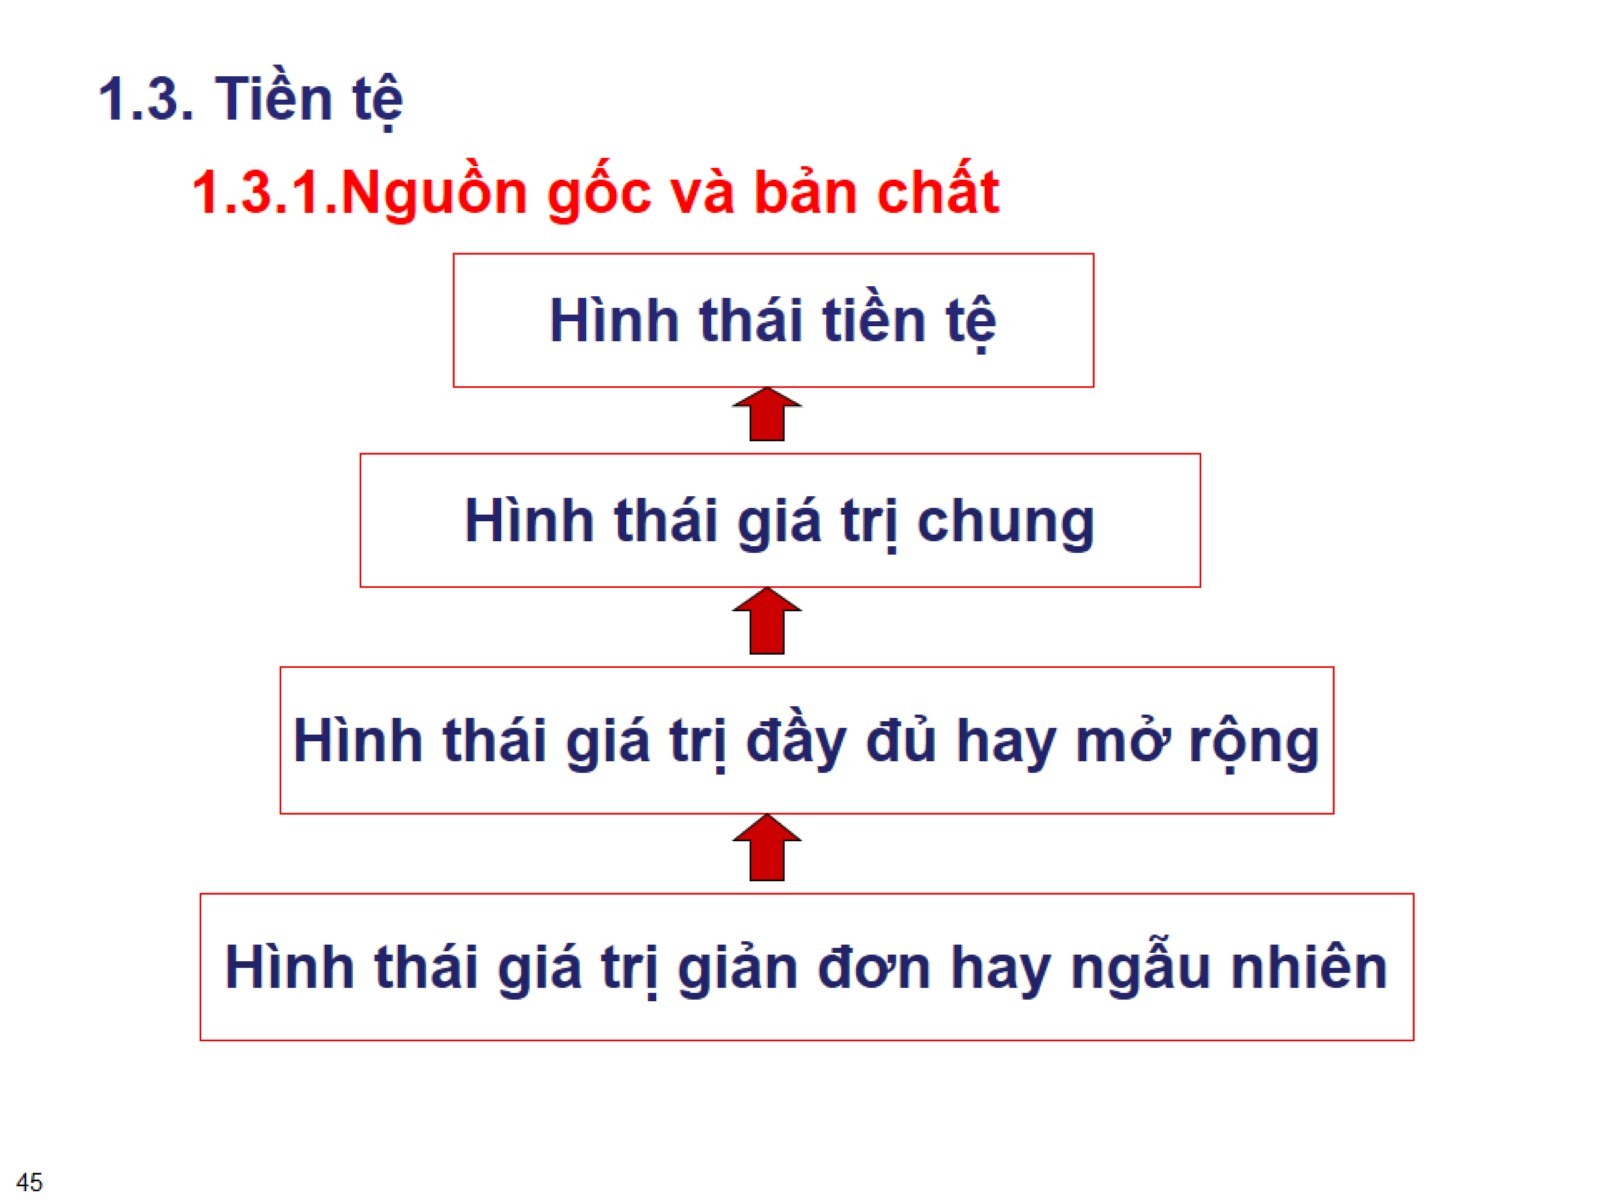 1.3. Tiền tệ
1.3.1.Nguồn gốc và bản chất
Hình thái tiền tệ
Hình thái giá trị chung
Hình thái giá trị đầy đủ hay mở rộng
Hình thái giá trị giản đơn hay ngẫu nhiên
45